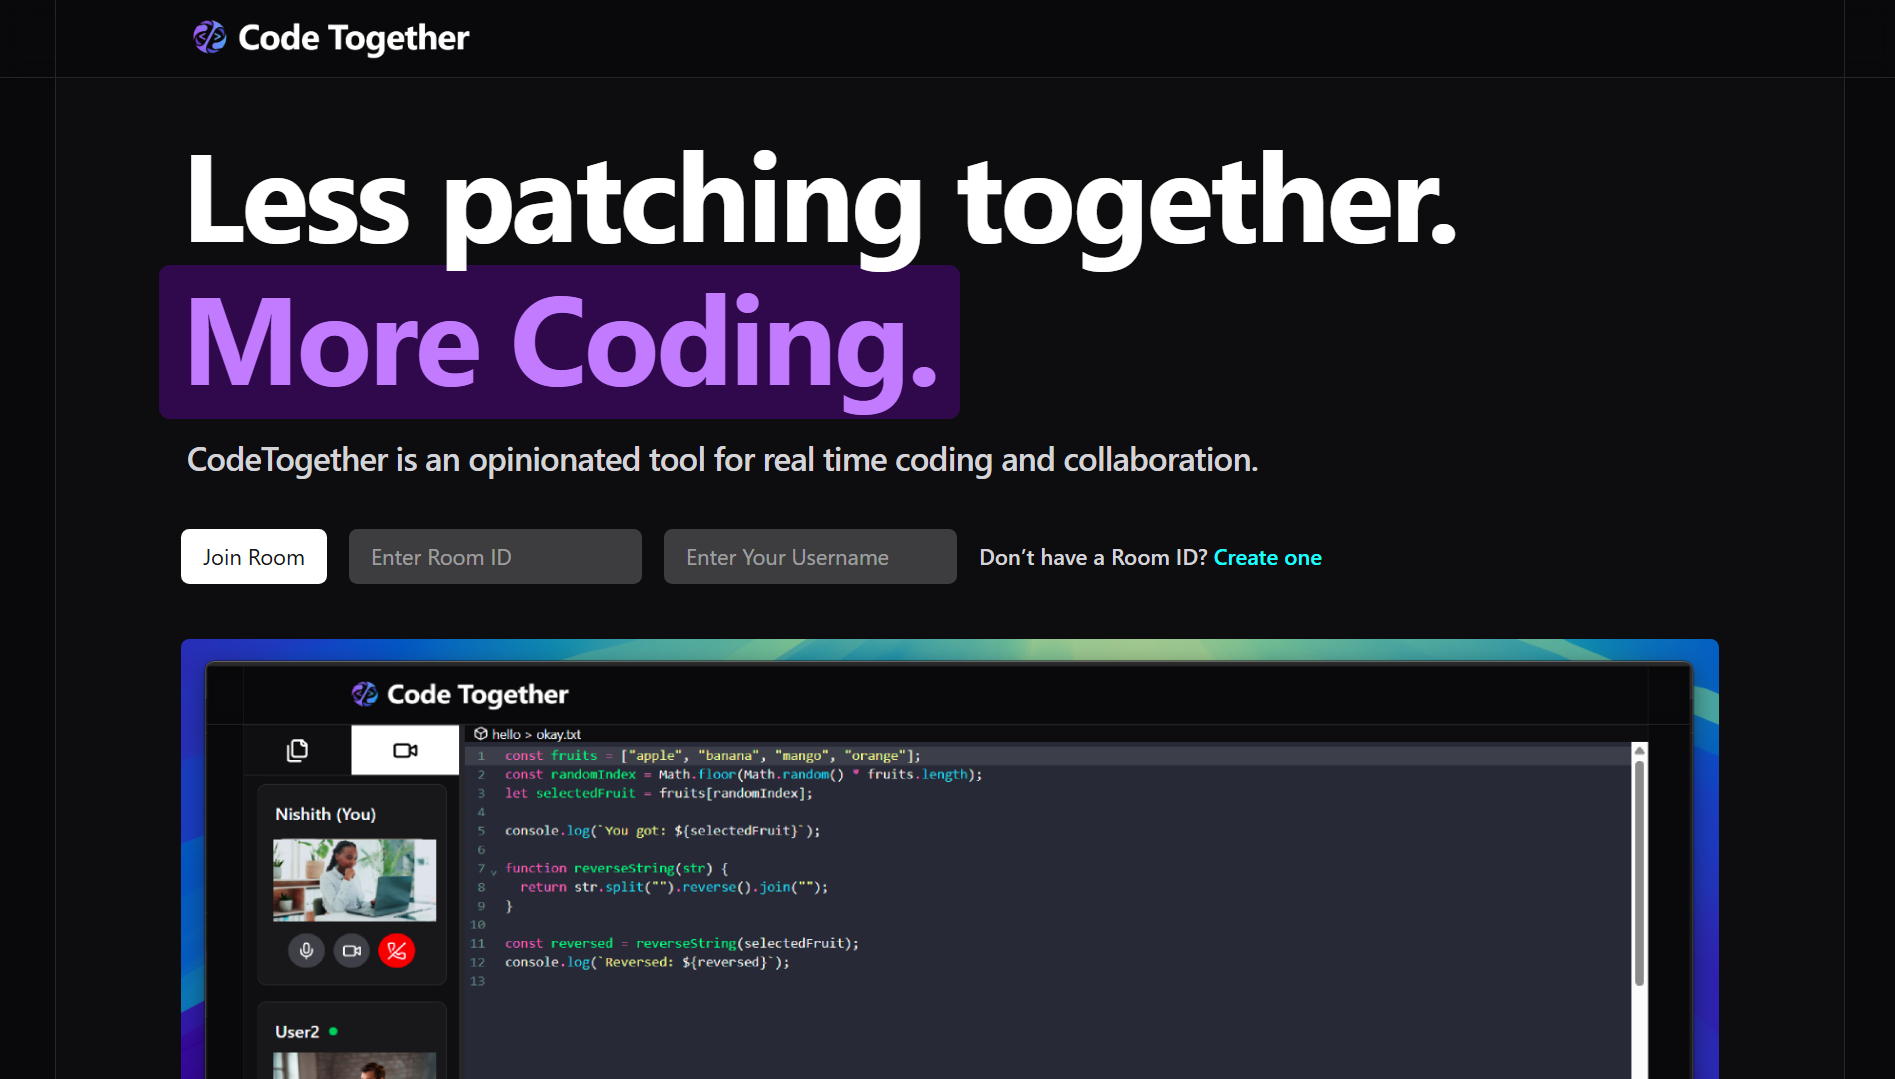 Code Together
Less patching together.
More Coding.
CodeTogether is an opinionated tool for real time coding and collaboration.
Join Room
Enter Room ID
Enter Your Username
Don’t have a Room ID? Create one
Code Together
hello > okay.txt
1 const fruits = ["apple", "banana", "mango", "orange"];
2 const randomIndex = Math.floor(Math.random() * fruits.length);
3 let selectedFruit = fruits[randomIndex];
4
5 console.log(`You got: ${selectedFruit}`);
6
7 function reverseString(str) {
8   return str.split("").reverse().join("");
9 }
10
11 const reversed = reverseString(selectedFruit);
12 console.log(`Reversed: ${reversed}`);
13
Nishith (You)
User2